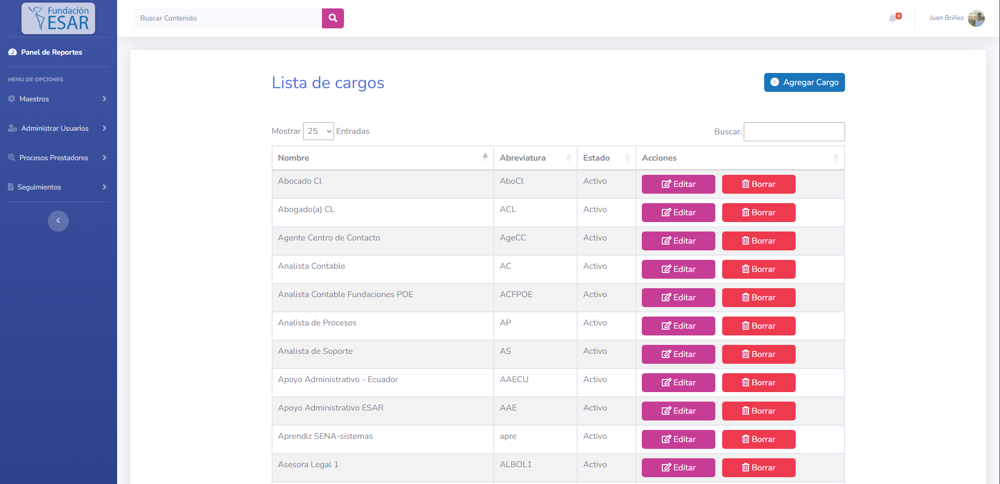 Fundación
ESAR
Buscar Contenido
0
Juan Briñez
Panel de Reportes
MENU DE OPCIONES
Maestros
Administrar Usuarios
Procesos Prestadores
Seguimientos
Lista de cargos
Agregar Cargo
Mostrar 25 Entradas
Buscar:
Nombre Abreviatura Estado Acciones
Abocado Cl AboCl Activo Editar Borrar
Abogado(a) CL ACL Activo Editar Borrar
Agente Centro de Contacto AgeCC Activo Editar Borrar
Analista Contable AC Activo Editar Borrar
Analista Contable Fundaciones POE ACFPOE Activo Editar Borrar
Analista de Procesos AP Activo Editar Borrar
Analista de Soporte AS Activo Editar Borrar
Apoyo Administrativo - Ecuador AAECU Activo Editar Borrar
Apoyo Administrativo ESAR AAE Activo Editar Borrar
Aprendiz SENA-sistemas apre Activo Editar Borrar
Asesora Legal 1 ALBOL1 Activo Editar Borrar